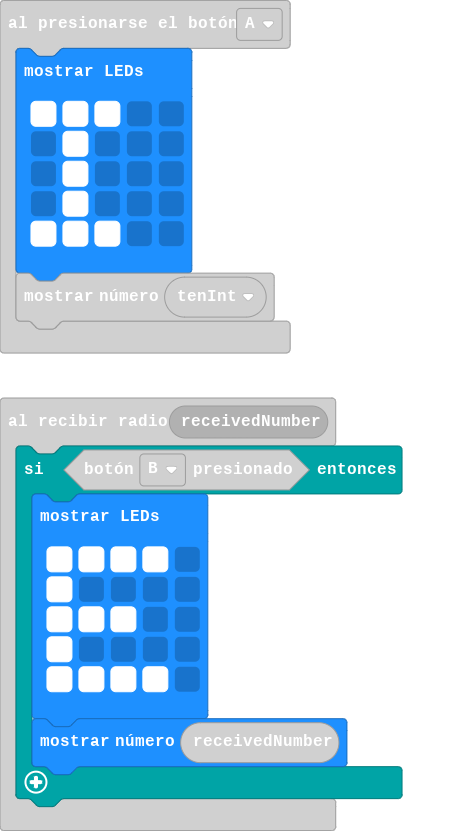 al presionarse el botón A
mostrar LEDs
mostrar número tenInt
al recibir radio receivedNumber
si botón B presionado entonces
mostrar LEDs
mostrar número receivedNumber